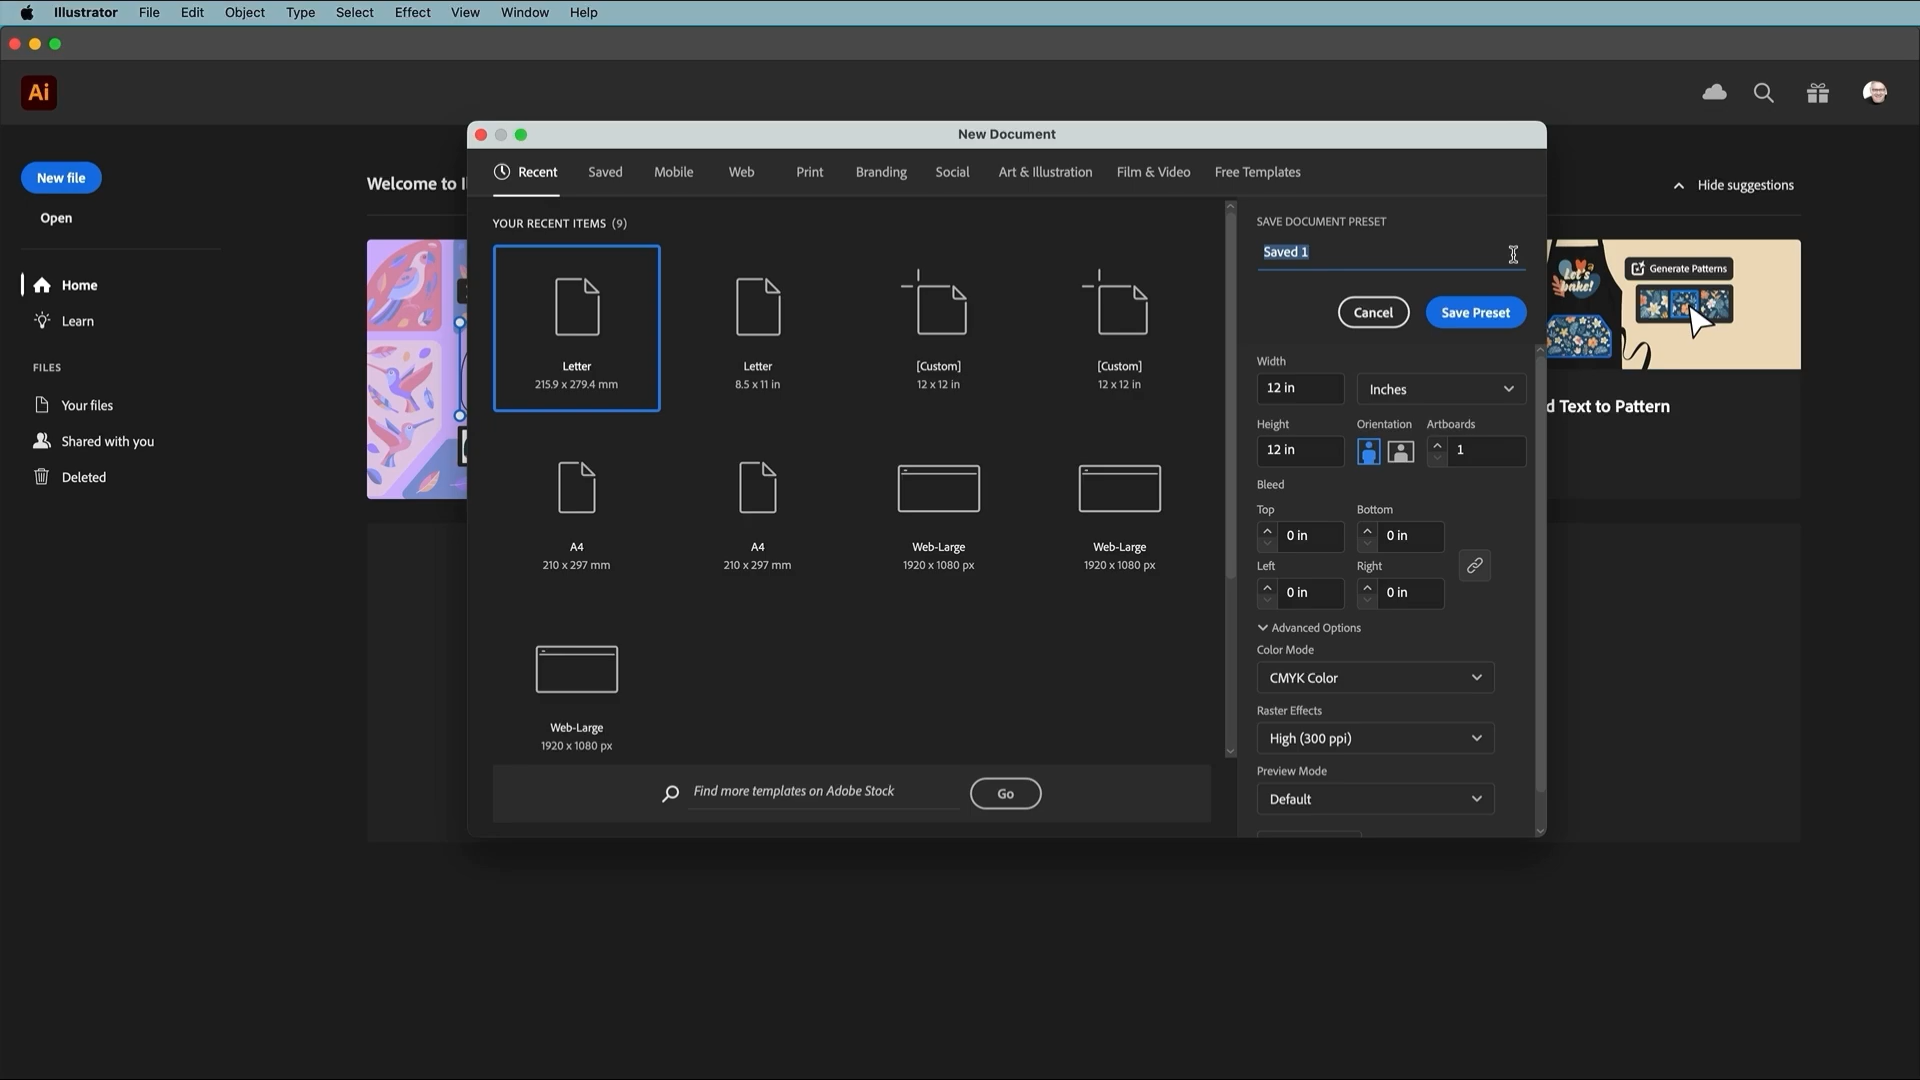 Illustrator File Edit Object Type Select Effect View Window Help
Ai
New Document
New file
Open
Home
Learn
FILES
Your files
Shared with you
Deleted
Welcome to
Hide suggestions
Recent Saved Mobile Web Print Branding Social Art & Illustration Film & Video Free Templates
YOUR RECENT ITEMS (9)
Letter
215.9 x 279.4 mm
Letter
8.5 x 11 in
[Custom]
12 x 12 in
[Custom]
12 x 12 in
A4
210 x 297 mm
A4
210 x 297 mm
Web-Large
1920 x 1080 px
Web-Large
1920 x 1080 px
Web-Large
1920 x 1080 px
Find more templates on Adobe Stock
Go
SAVE DOCUMENT PRESET
Saved 1
Cancel Save Preset
Width
12 in Inches
Height Orientation Artboards
12 in 1
Bleed
Top Bottom
0 in 0 in
Left Right
0 in 0 in
Advanced Options
Color Mode
CMYK Color
Raster Effects
High (300 ppi)
Preview Mode
Default
Let's bake!
Generate Patterns
d Text to Pattern